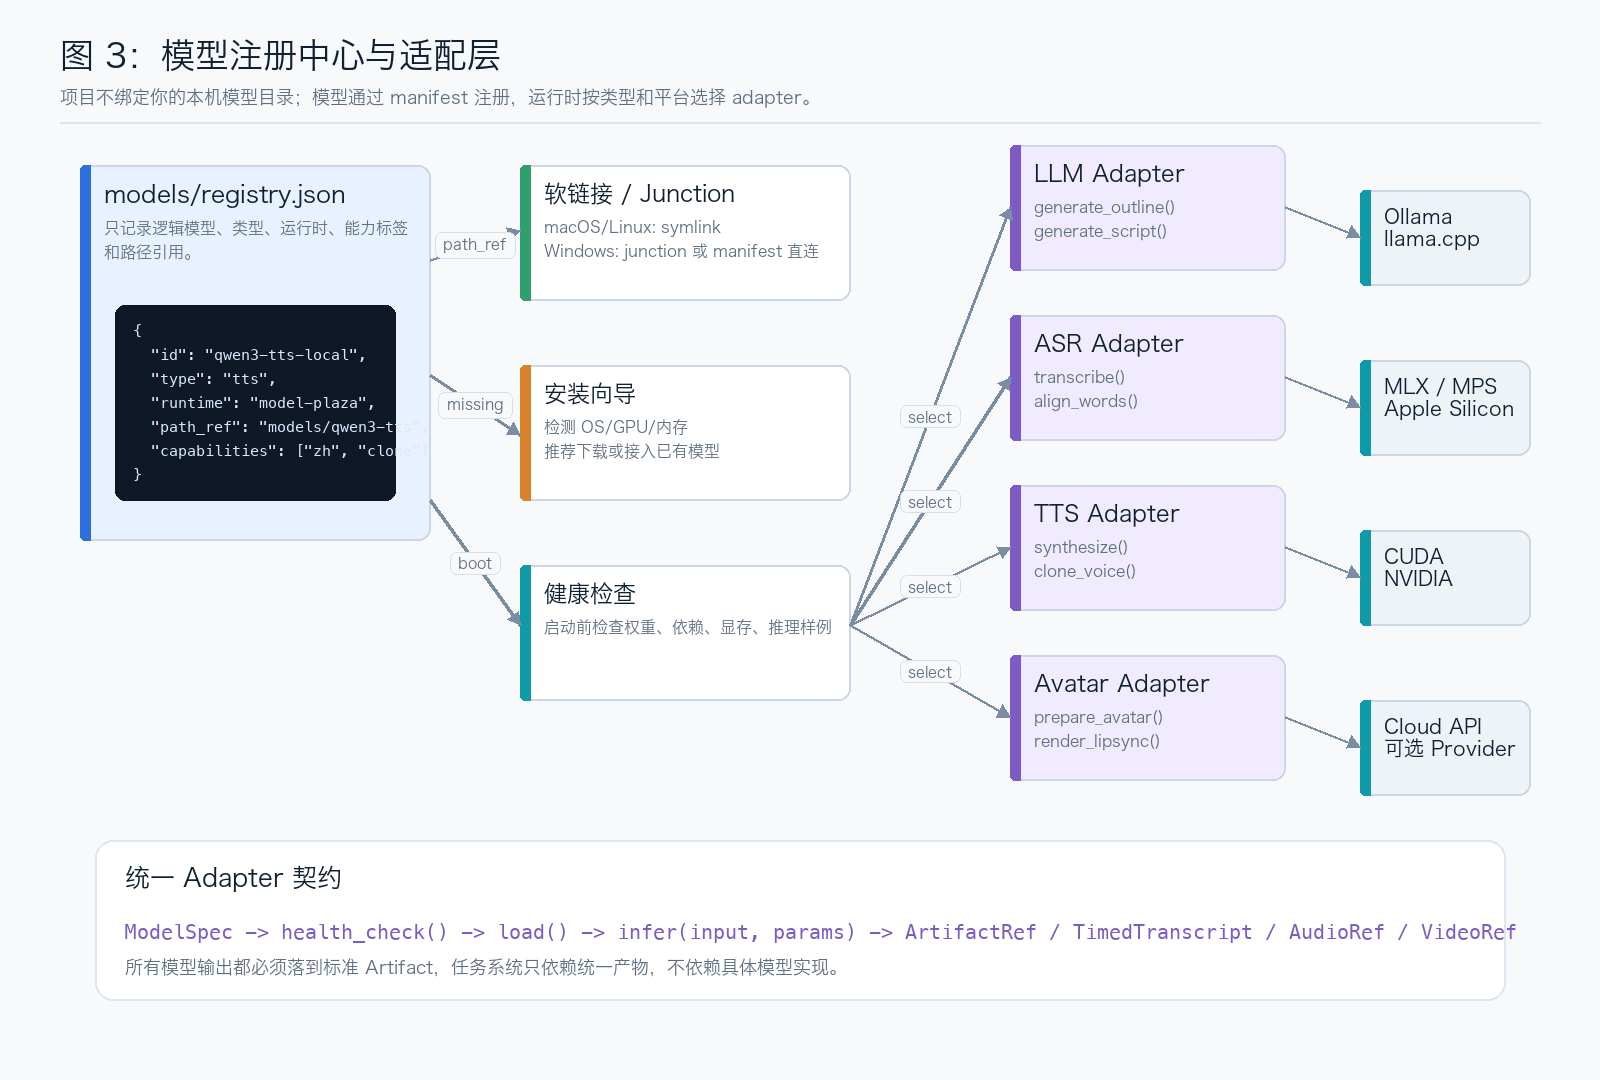 图 3：模型注册中心与适配层
项目不绑定你的本机模型目录；模型通过 manifest 注册，运行时按类型和平台选择 adapter。
models/registry.json
只记录逻辑模型、类型、运行时、能力标签
和路径引用。
{
"id": "qwen3-tts-local",
"type": "tts",
"runtime": "model-plaza",
"path_ref": "models/qwen3-tts",
"capabilities": ["zh", "clone"]
}
path_ref
missing
boot
软链接 / Junction
macOS/Linux: symlink
Windows: junction 或 manifest 直连
安装向导
检测 OS/GPU/内存
推荐下载或接入已有模型
健康检查
启动前检查权重、依赖、显存、推理样例
select
select
select
select
LLM Adapter
generate_outline()
generate_script()
ASR Adapter
transcribe()
align_words()
TTS Adapter
synthesize()
clone_voice()
Avatar Adapter
prepare_avatar()
render_lipsync()
Ollama
llama.cpp
MLX / MPS
Apple Silicon
CUDA
NVIDIA
Cloud API
可选 Provider
统一 Adapter 契约
ModelSpec -> health_check() -> load() -> infer(input, params) -> ArtifactRef / TimedTranscript / AudioRef / VideoRef
所有模型输出都必须落到标准 Artifact，任务系统只依赖统一产物，不依赖具体模型实现。